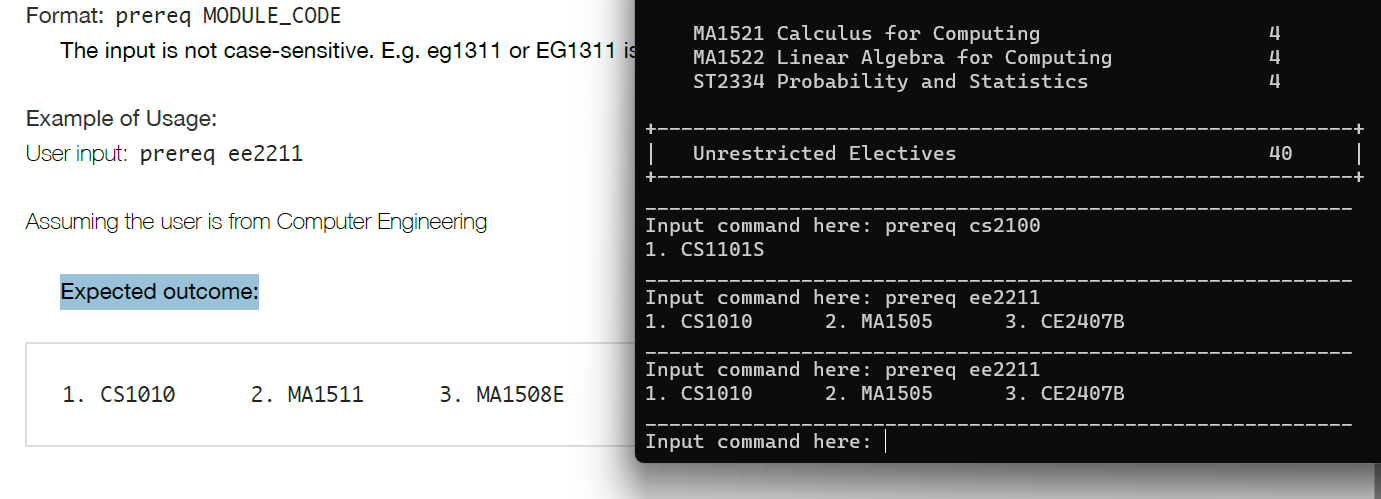 Format: prereq MODULE_CODE
The input is not case-sensitive. E.g. eg1311 or EG1311 is
Example of Usage:
User input: prereq ee2211
Assuming the user is from Computer Engineering
Expected outcome:
1. CS1010 2. MA1511 3. MA1508E
MA1521 Calculus for Computing 4
MA1522 Linear Algebra for Computing 4
ST2334 Probability and Statistics 4
+----------------------------------------------------------+
| Unrestricted Electives 40 |
+----------------------------------------------------------+
___________________________________________________________
Input command here: prereq cs2100
1. CS1101S
___________________________________________________________
Input command here: prereq ee2211
1. CS1010 2. MA1505 3. CE2407B
___________________________________________________________
Input command here: prereq ee2211
1. CS1010 2. MA1505 3. CE2407B
___________________________________________________________
Input command here: